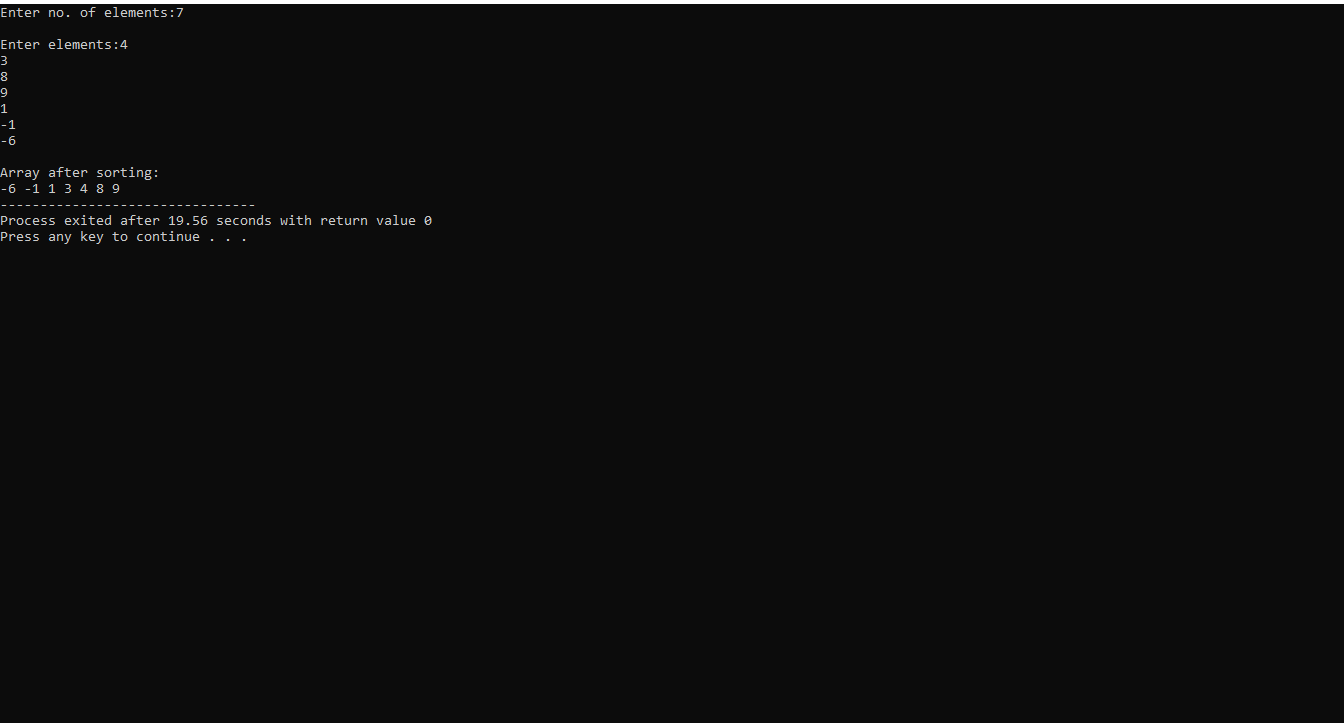 Enter no. of elements:7
Enter elements:4
3
8
9
1
-1
-6
Array after sorting:
-6 -1 1 3 4 8 9
--------------------------------
Process exited after 19.56 seconds with return value 0
Press any key to continue . . .